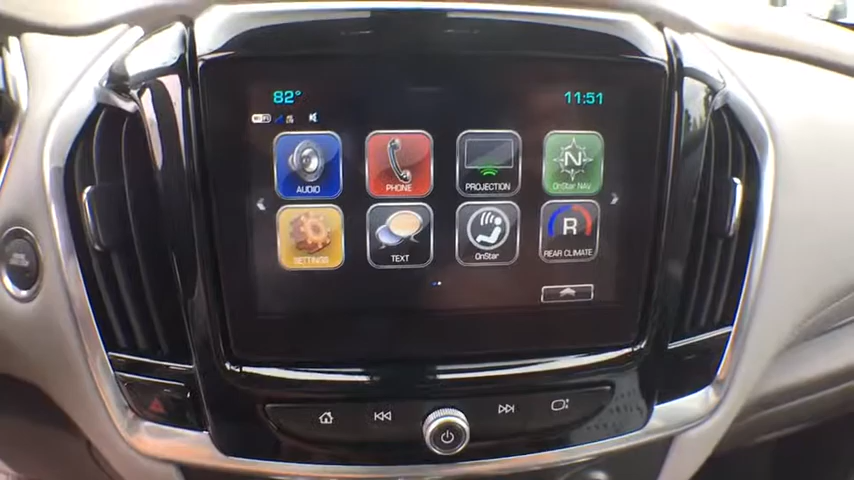 82° 11:51
AUDIO PHONE PROJECTION OnStar NAV
SETTINGS TEXT OnStar REAR CLIMATE